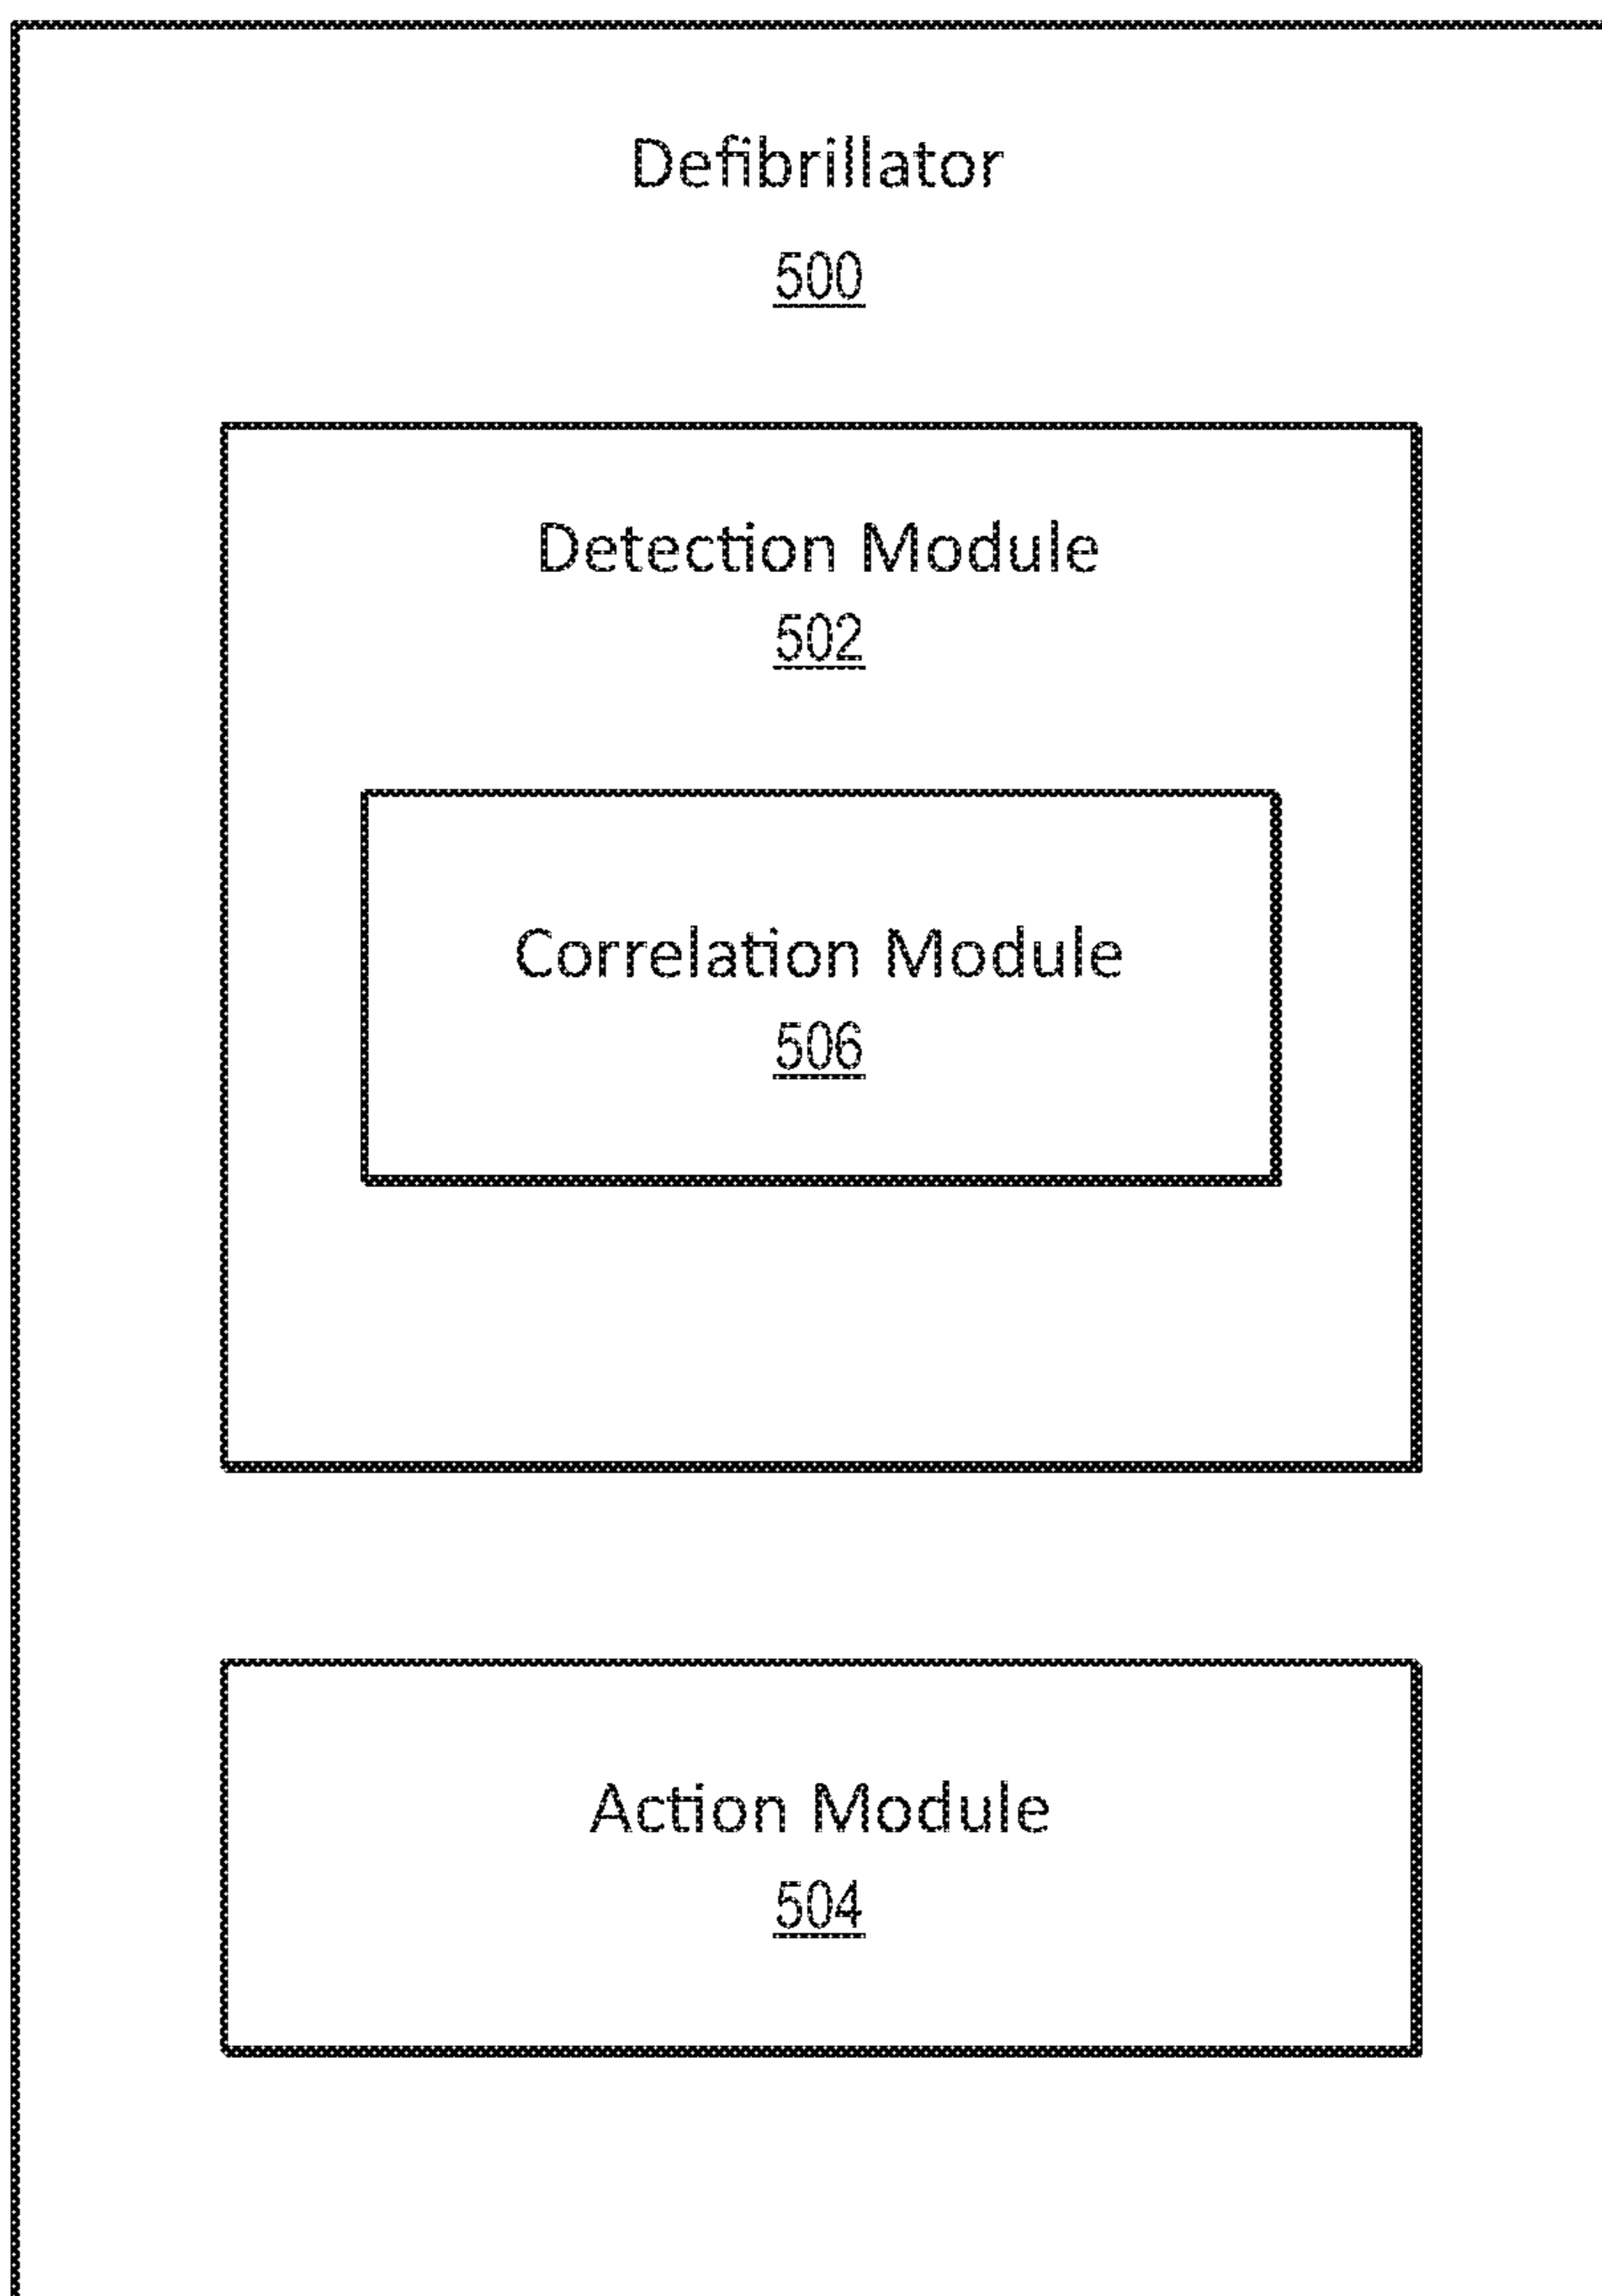 Defibrillator
500
Detection Module
502
Correlation Module
506
Action Module
504